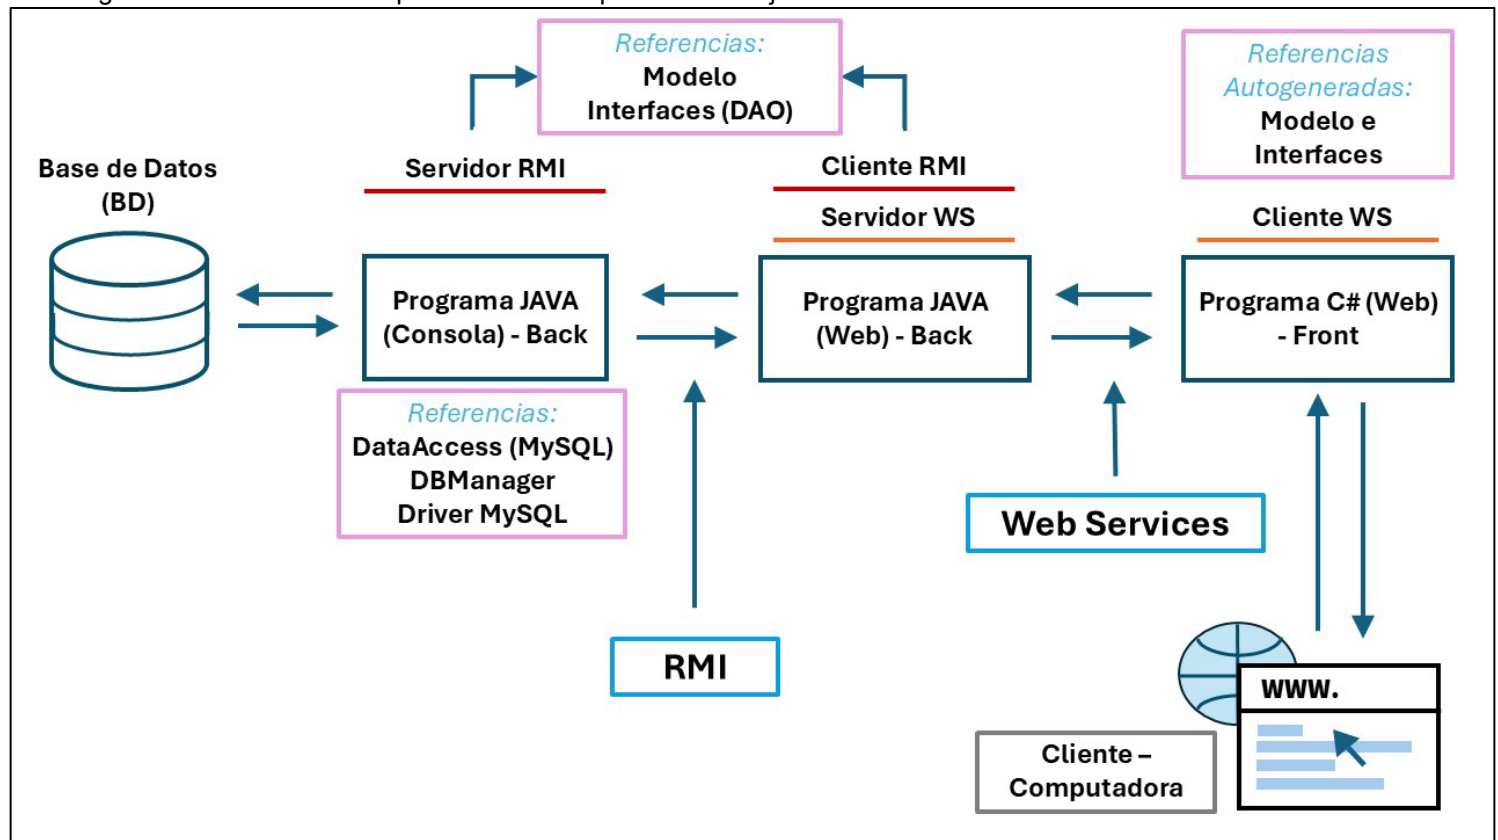 Referencias:
Modelo
Interfaces (DAO)
Referencias
Autogeneradas:
Modelo e
Interfaces
Base de Datos
(BD)
Servidor RMI
Cliente RMI
Servidor WS
Cliente WS
Programa JAVA
(Consola) - Back
Programa JAVA
(Web) - Back
Programa C# (Web)
- Front
Referencias:
DataAccess (MySQL)
DBManager
Driver MySQL
Web Services
RMI
www.
Cliente –
Computadora